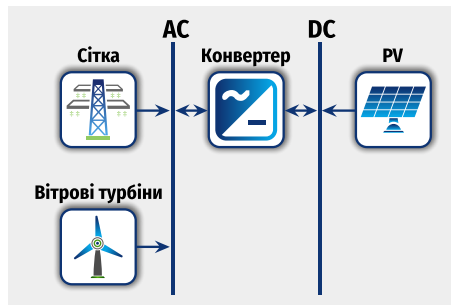 AC
DC
Сітка
Конвертер
PV
Вітрові турбіни